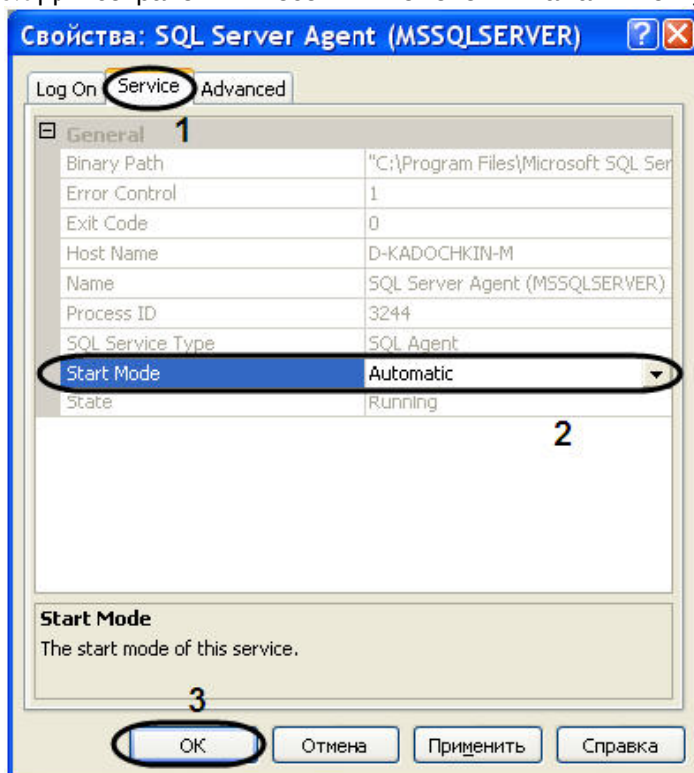 Свойства: SQL Server Agent (MSSQLSERVER)
Log On Service Advanced
1
General
Binary Path "C:\Program Files\Microsoft SQL Ser
Error Control 1
Exit Code 0
Host Name D-KADOCHKIN-M
Name SQL Server Agent (MSSQLSERVER)
Process ID 3244
SQL Service Type SQL Agent
Start Mode Automatic
State Running
2
Start Mode
The start mode of this service.
3
OK Отмена Применить Справка